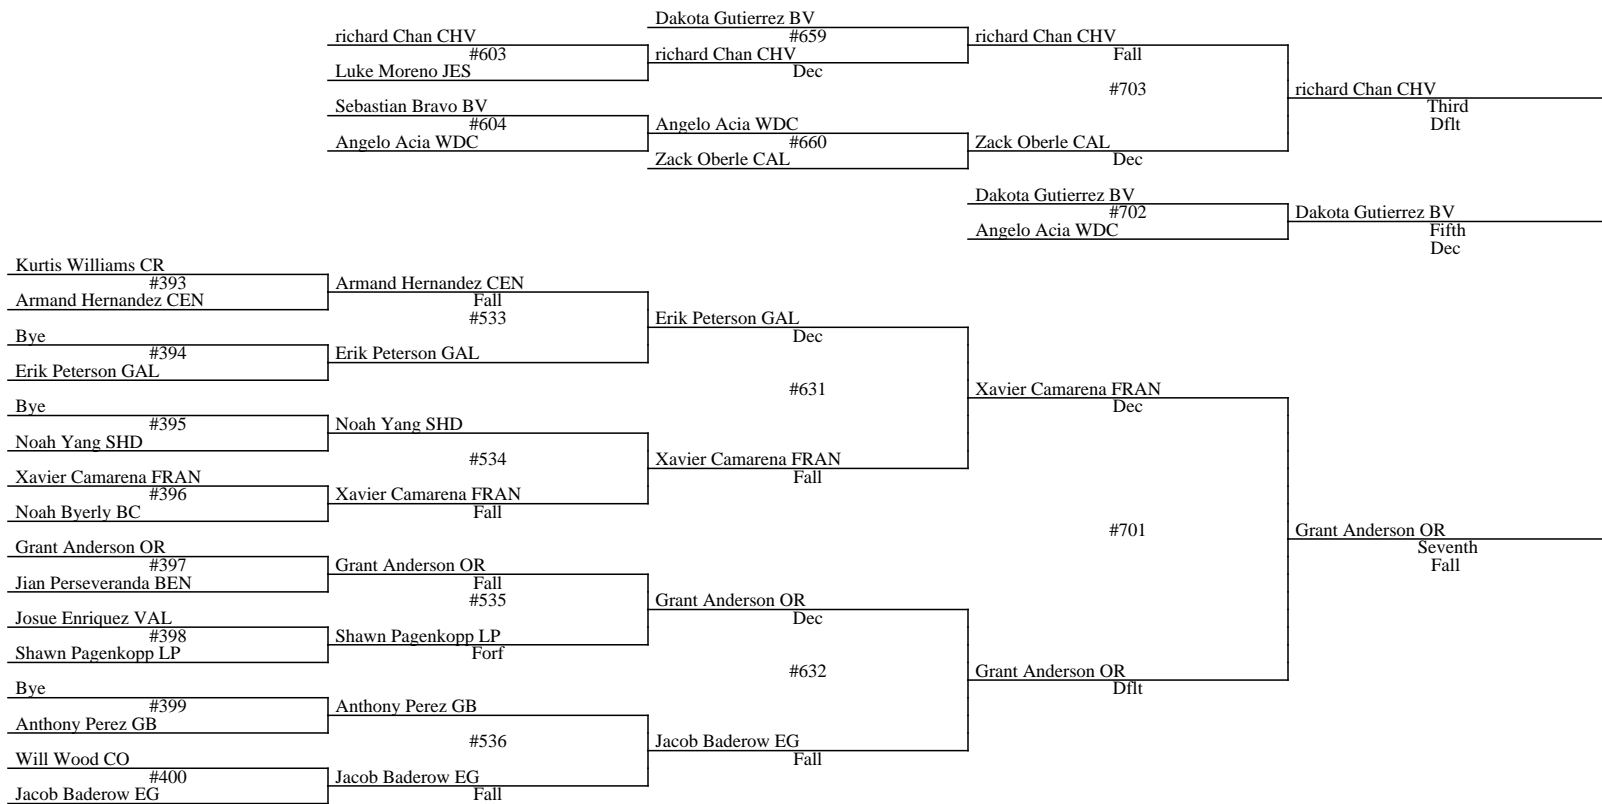 Dakota Gutierrez BV
richard Chan CHV
#659
richard Chan CHV
#603
richard Chan CHV
Fall
Luke Moreno JES
Dec
#703
richard Chan CHV
Sebastian Bravo BV
Third
#604
Angelo Acia WDC
Dflt
Angelo Acia WDC
#660
Zack Oberle CAL
Zack Oberle CAL
Dec
Dakota Gutierrez BV
#702
Dakota Gutierrez BV
Angelo Acia WDC
Fifth
Dec
Kurtis Williams CR
#393
Armand Hernandez CEN
Armand Hernandez CEN
Fall
#533
Erik Peterson GAL
Bye
Dec
#394
Erik Peterson GAL
Erik Peterson GAL
#631
Xavier Camarena FRAN
Bye
Dec
#395
Noah Yang SHD
Noah Yang SHD
#534
Xavier Camarena FRAN
Xavier Camarena FRAN
Fall
#396
Xavier Camarena FRAN
Noah Byerly BC
Fall
#701
Grant Anderson OR
Grant Anderson OR
Seventh
#397
Grant Anderson OR
Fall
Jian Perseveranda BEN
Fall
#535
Grant Anderson OR
Josue Enriquez VAL
Dec
#398
Shawn Pagenkopp LP
Shawn Pagenkopp LP
Forf
#632
Grant Anderson OR
Bye
Dflt
#399
Anthony Perez GB
Anthony Perez GB
#536
Jacob Baderow EG
Will Wood CO
Fall
#400
Jacob Baderow EG
Jacob Baderow EG
Fall